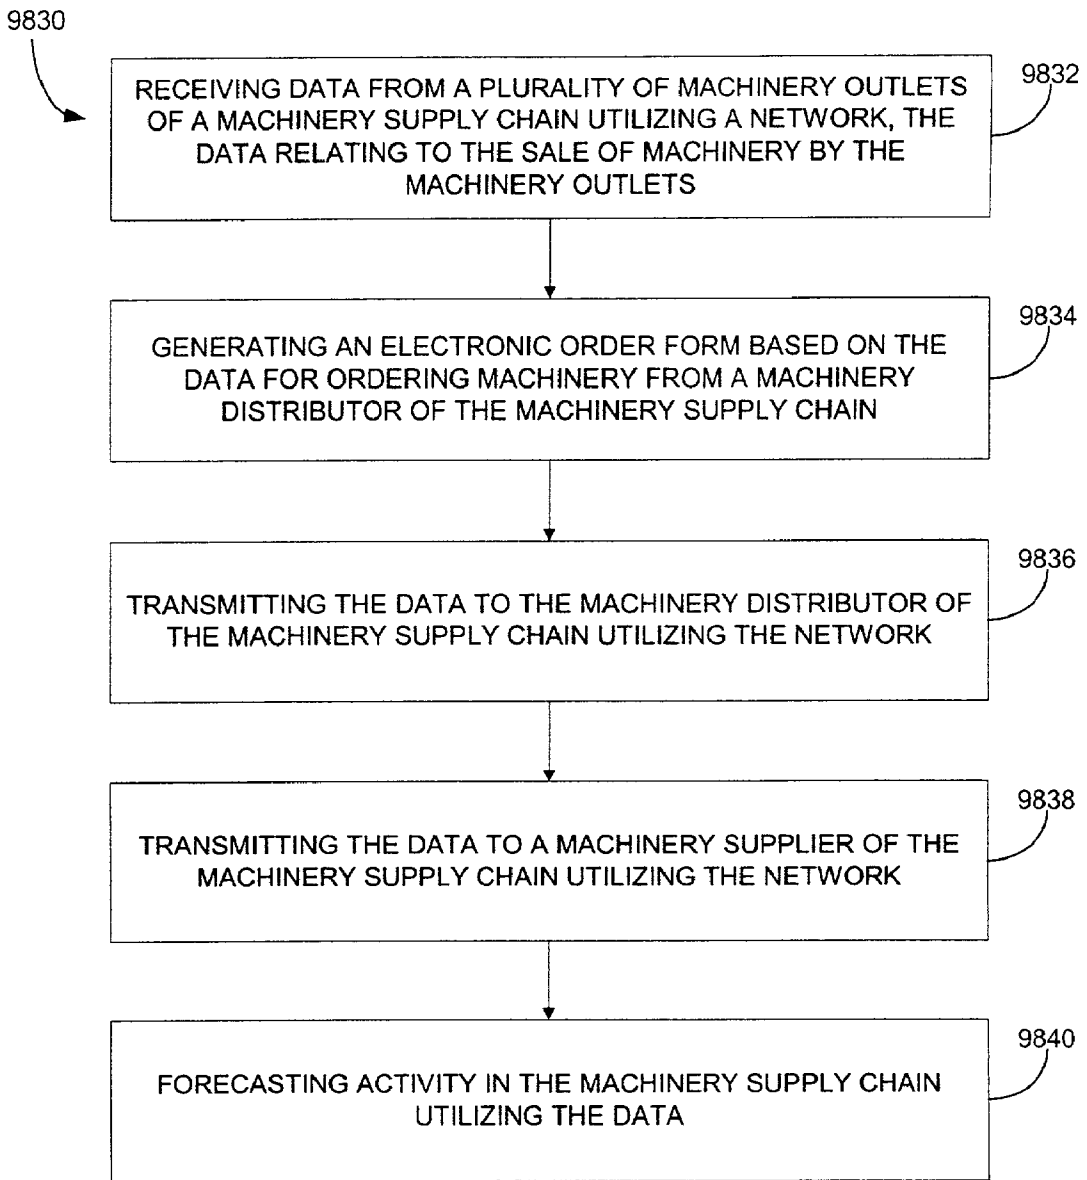 9830
RECEIVING DATA FROM A PLURALITY OF MACHINERY OUTLETS
OF A MACHINERY SUPPLY CHAIN UTILIZING A NETWORK, THE
DATA RELATING TO THE SALE OF MACHINERY BY THE
MACHINERY OUTLETS
9832
GENERATING AN ELECTRONIC ORDER FORM BASED ON THE
DATA FOR ORDERING MACHINERY FROM A MACHINERY
DISTRIBUTOR OF THE MACHINERY SUPPLY CHAIN
9834
TRANSMITTING THE DATA TO THE MACHINERY DISTRIBUTOR OF
THE MACHINERY SUPPLY CHAIN UTILIZING THE NETWORK
9836
TRANSMITTING THE DATA TO A MACHINERY SUPPLIER OF THE
MACHINERY SUPPLY CHAIN UTILIZING THE NETWORK
9838
FORECASTING ACTIVITY IN THE MACHINERY SUPPLY CHAIN
UTILIZING THE DATA
9840